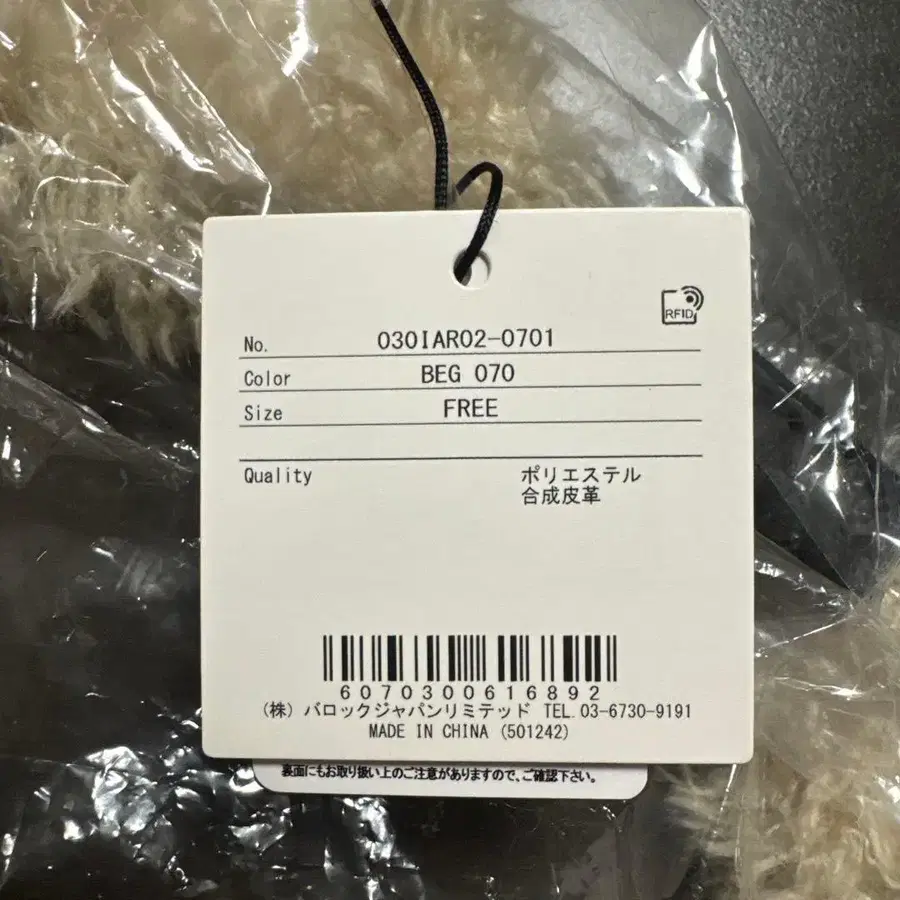 RFID
No. 030IAR02-0701
Color BEG 070
Size FREE
Quality ポリエステル
合成皮革
6070300616892
(株) バロックジャパンリミテッド TEL.03-6730-9191
MADE IN CHINA (501242)
裏面にもお取り扱い上のご注意がありますので、ご確認下さい。